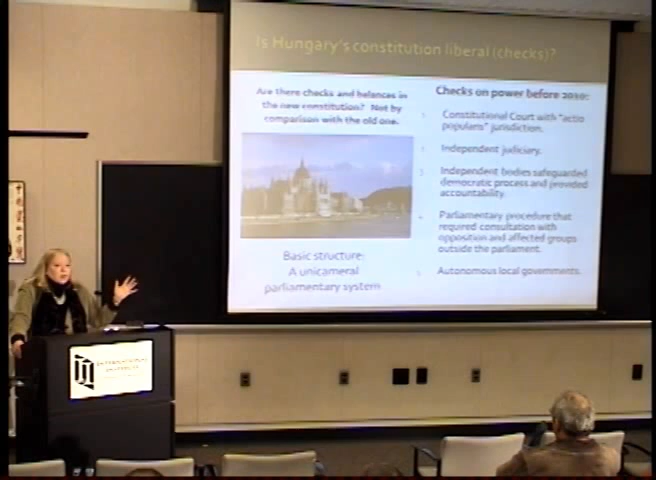 Is Hungary's constitution liberal (checks)?
Are there checks and balances in
the new constitution? Not by
comparison with the old one.
Basic structure:
A unicameral
parliamentary system
Checks on power before 2010:
Constitutional Court with "actio
popularis" jurisdiction.
Independent judiciary.
Independent bodies safeguarded
democratic process and provided
accountability.
Parliamentary procedure that
required consultation with
opposition and affected groups
outside the parliament.
Autonomous local governments.
INTERNATIONAL
INSTITUTE